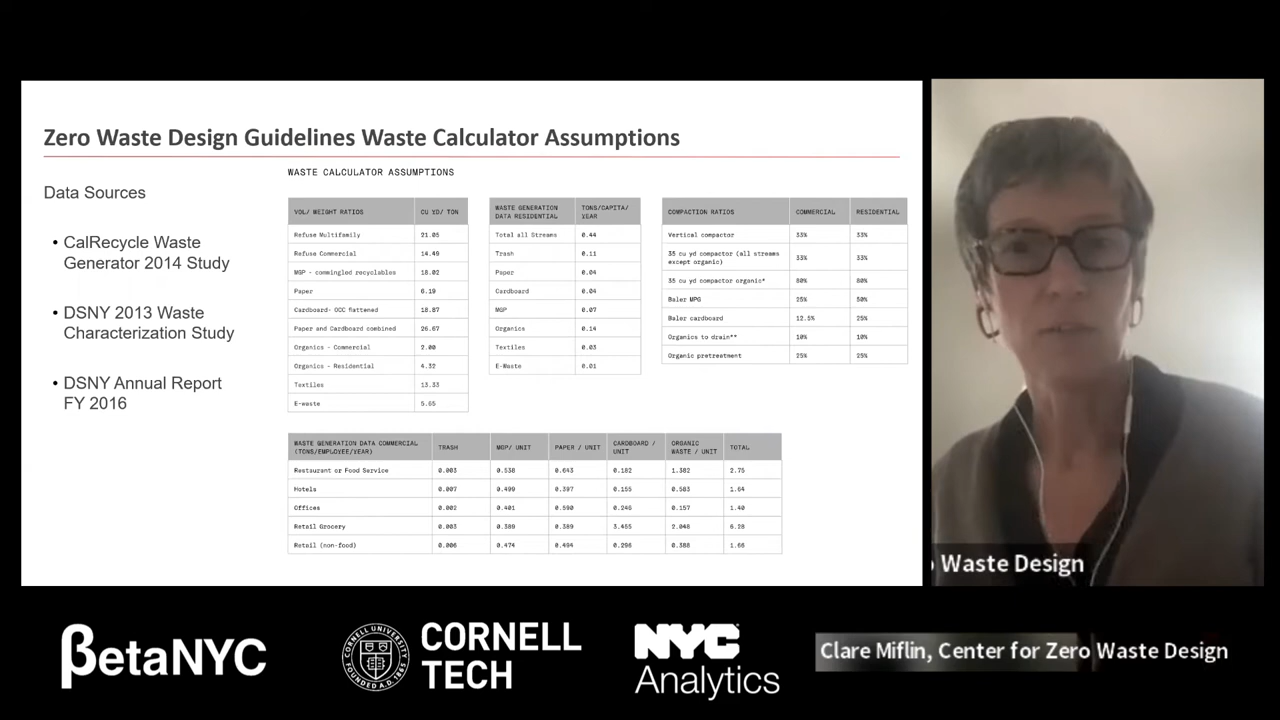 Zero Waste Design Guidelines Waste Calculator Assumptions
Data Sources
• CalRecycle Waste
Generator 2014 Study
• DSNY 2013 Waste
Characterization Study
• DSNY Annual Report
FY 2016
WASTE CALCULATOR ASSUMPTIONS
VOL/ WEIGHT RATIOS CU YD/ TON
Refuse Multifamily 21.05
Refuse Commercial 14.49
MGP - commingled recyclables 18.02
Paper 6.19
Cardboard- OCC flattened 18.87
Paper and Cardboard combined 26.67
Organics - Commercial 2.00
Organics - Residential 4.32
Textiles 13.33
E-waste 5.65
WASTE GENERATION
DATA RESIDENTIAL
TONS/CAPITA/
YEAR
Total all Streams 0.44
Trash 0.11
Paper 0.04
Cardboard 0.04
MGP 0.07
Organics 0.14
Textiles 0.03
E-Waste 0.01
COMPACTION RATIOS COMMERCIAL RESIDENTIAL
Vertical compactor 33% 33%
35 cu yd compactor (all streams
except organic) 33% 33%
35 cu yd compactor organic* 80% 80%
Baler MPG 25% 50%
Baler cardboard 12.5% 25%
Organics to drain** 10% 10%
Organic pretreatment 25% 25%
WASTE GENERATION DATA COMMERCIAL
(TONS/EMPLOYEE/YEAR)
TRASH
MGP/ UNIT
PAPER / UNIT
CARDBOARD /
UNIT
ORGANIC
WASTE / UNIT
TOTAL
Restaurant or Food Service 0.003 0.538 0.643 0.182 1.382 2.75
Hotels 0.007 0.499 0.397 0.155 0.583 1.64
Offices 0.002 0.401 0.590 0.246 0.157 1.40
Retail Grocery 0.003 0.389 0.389 3.455 2.048 6.28
Retail (non-food) 0.006 0.474 0.494 0.296 0.388 1.66
Waste Design
βetaNYC
CORNELL UNIVERSITY
FOUNDED A.D. 1865
CORNELL
TECH
NYC
Analytics
Clare Miflin, Center for Zero Waste Design